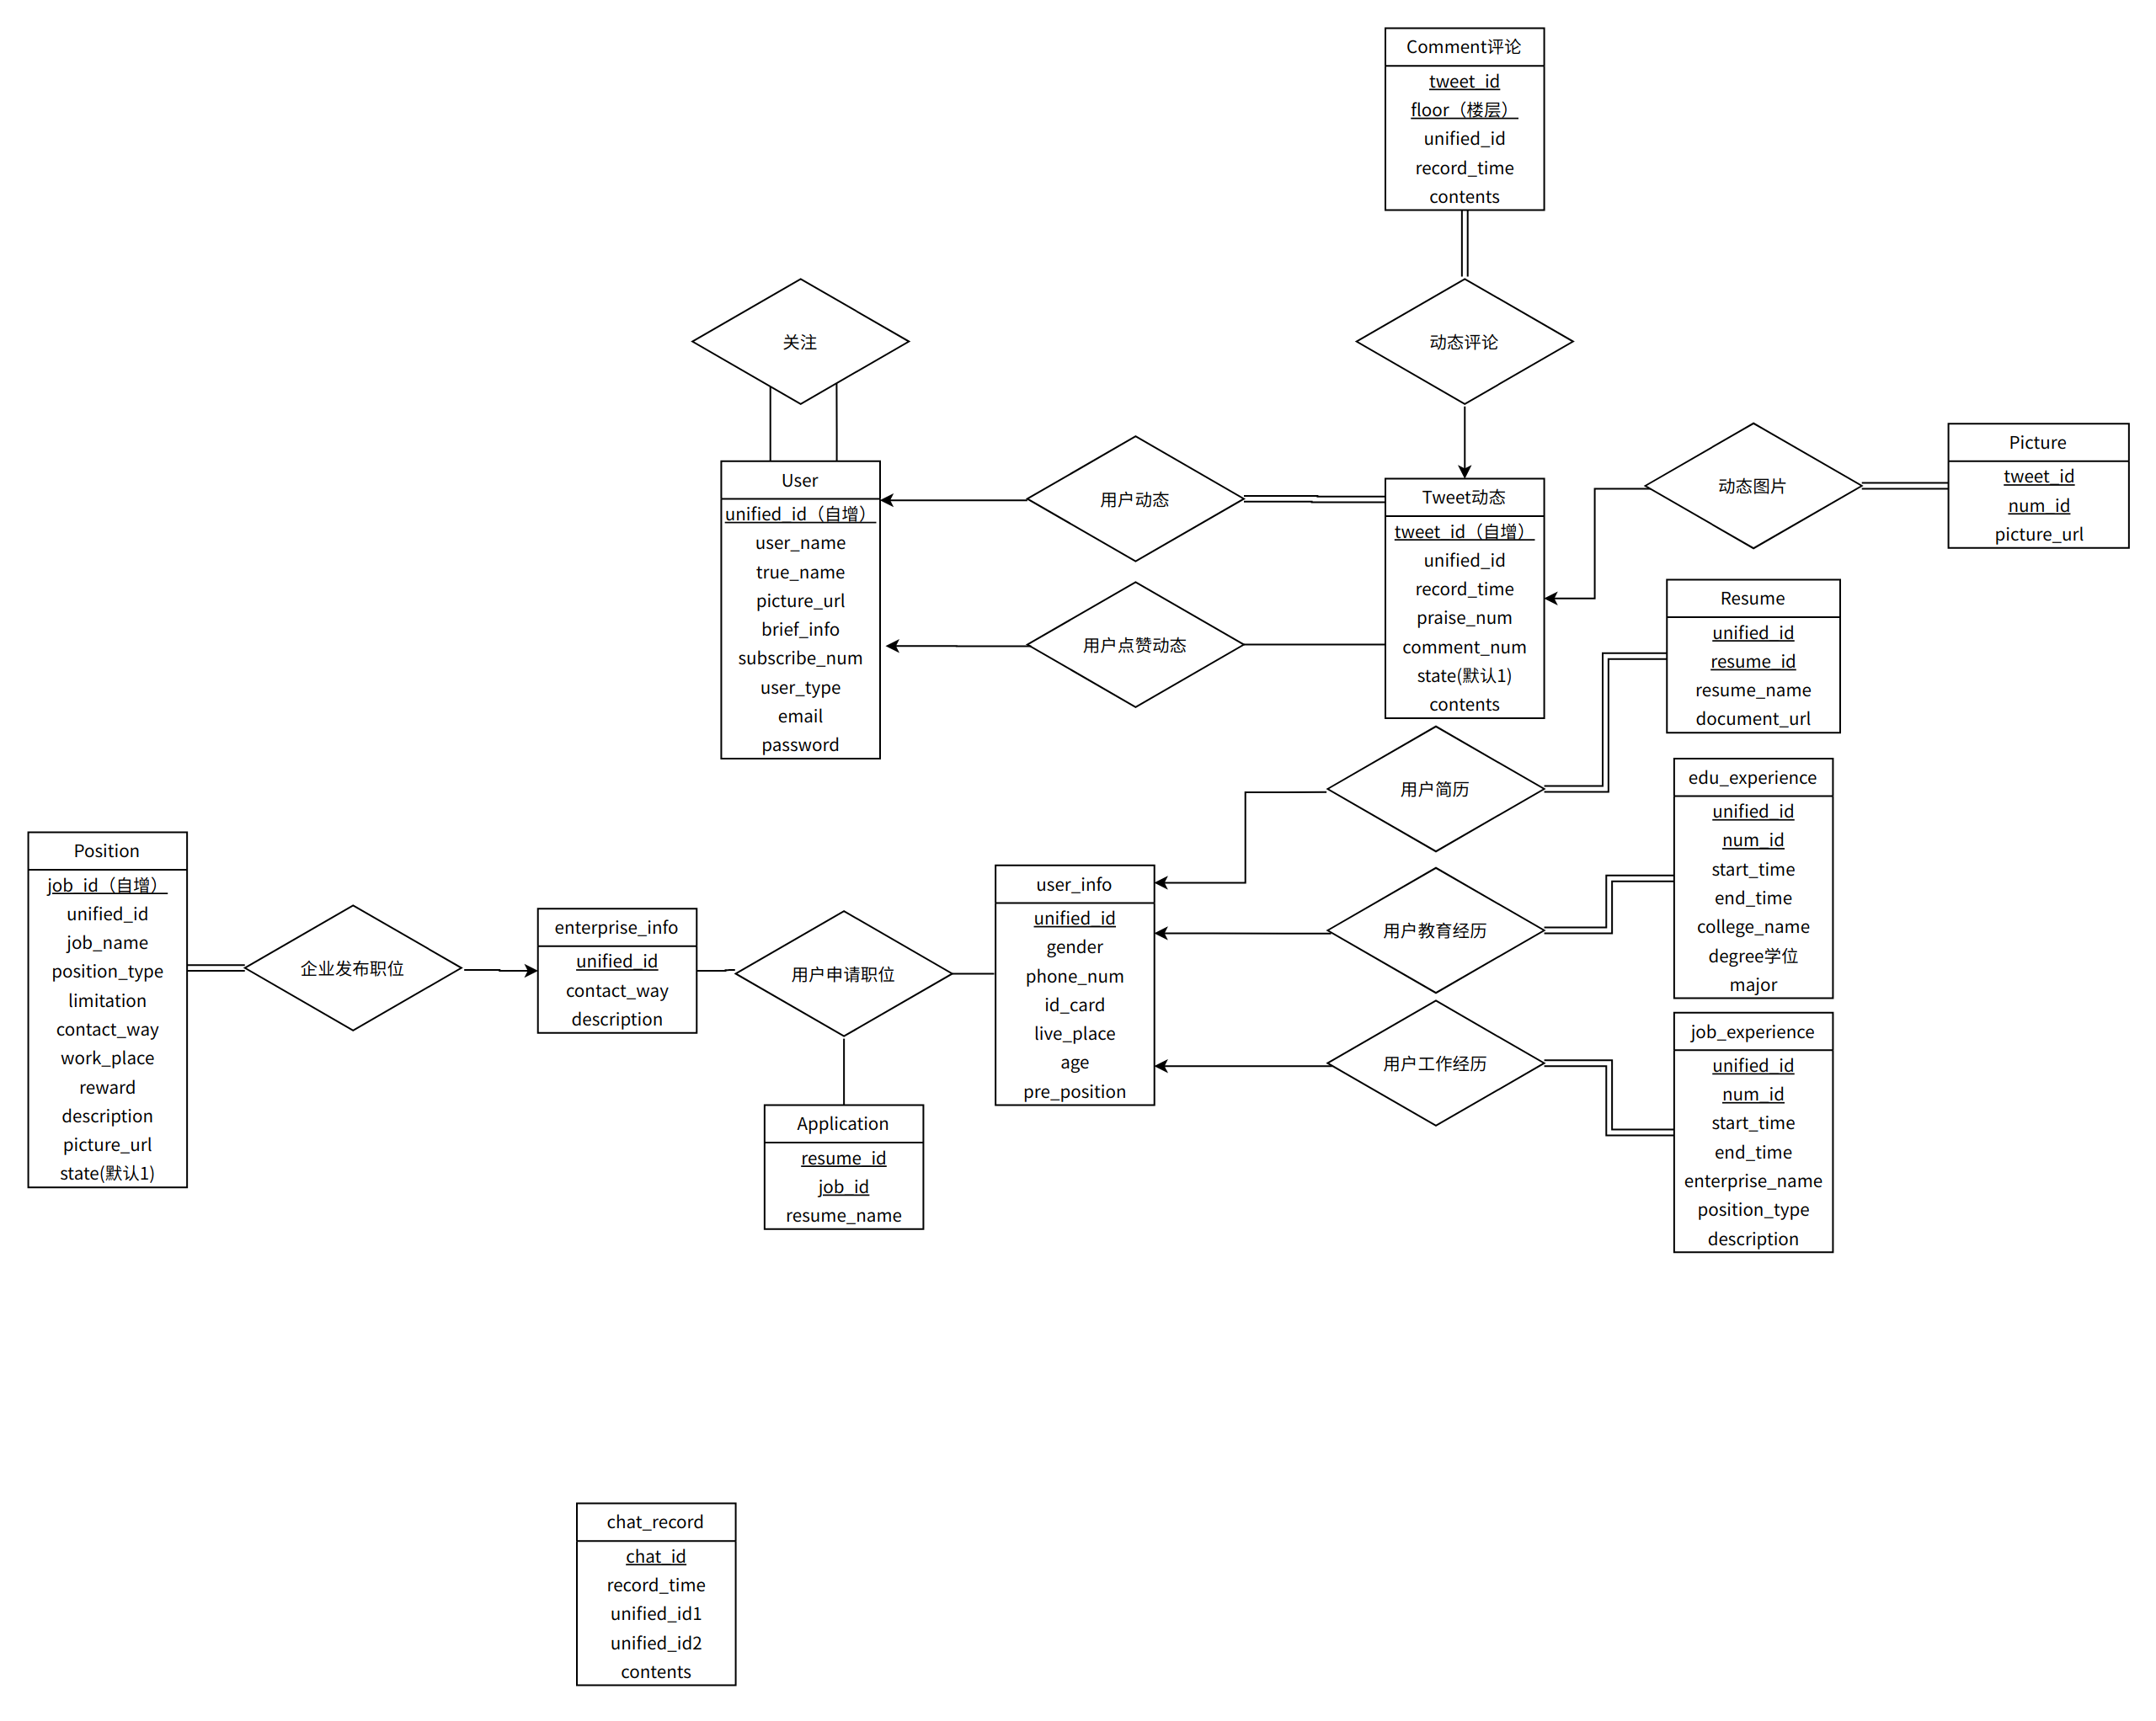 Comment评论
tweet_id
floor（楼层）
unified_id
record_time
contents
关注
动态评论
User
unified_id（自增）
user_name
true_name
picture_url
brief_info
subscribe_num
user_type
email
password
用户动态
用户点赞动态
Tweet动态
tweet_id（自增）
unified_id
record_time
praise_num
comment_num
state(默认1)
contents
动态图片
Picture
tweet_id
num_id
picture_url
Resume
unified_id
resume_id
resume_name
document_url
用户简历
edu_experience
unified_id
num_id
start_time
end_time
college_name
degree学位
major
用户教育经历
job_experience
unified_id
num_id
start_time
end_time
enterprise_name
position_type
description
用户工作经历
Position
job_id（自增）
unified_id
job_name
position_type
limitation
contact_way
work_place
reward
description
picture_url
state(默认1)
企业发布职位
enterprise_info
unified_id
contact_way
description
用户申请职位
user_info
unified_id
gender
phone_num
id_card
live_place
age
pre_position
Application
resume_id
job_id
resume_name
chat_record
chat_id
record_time
unified_id1
unified_id2
contents